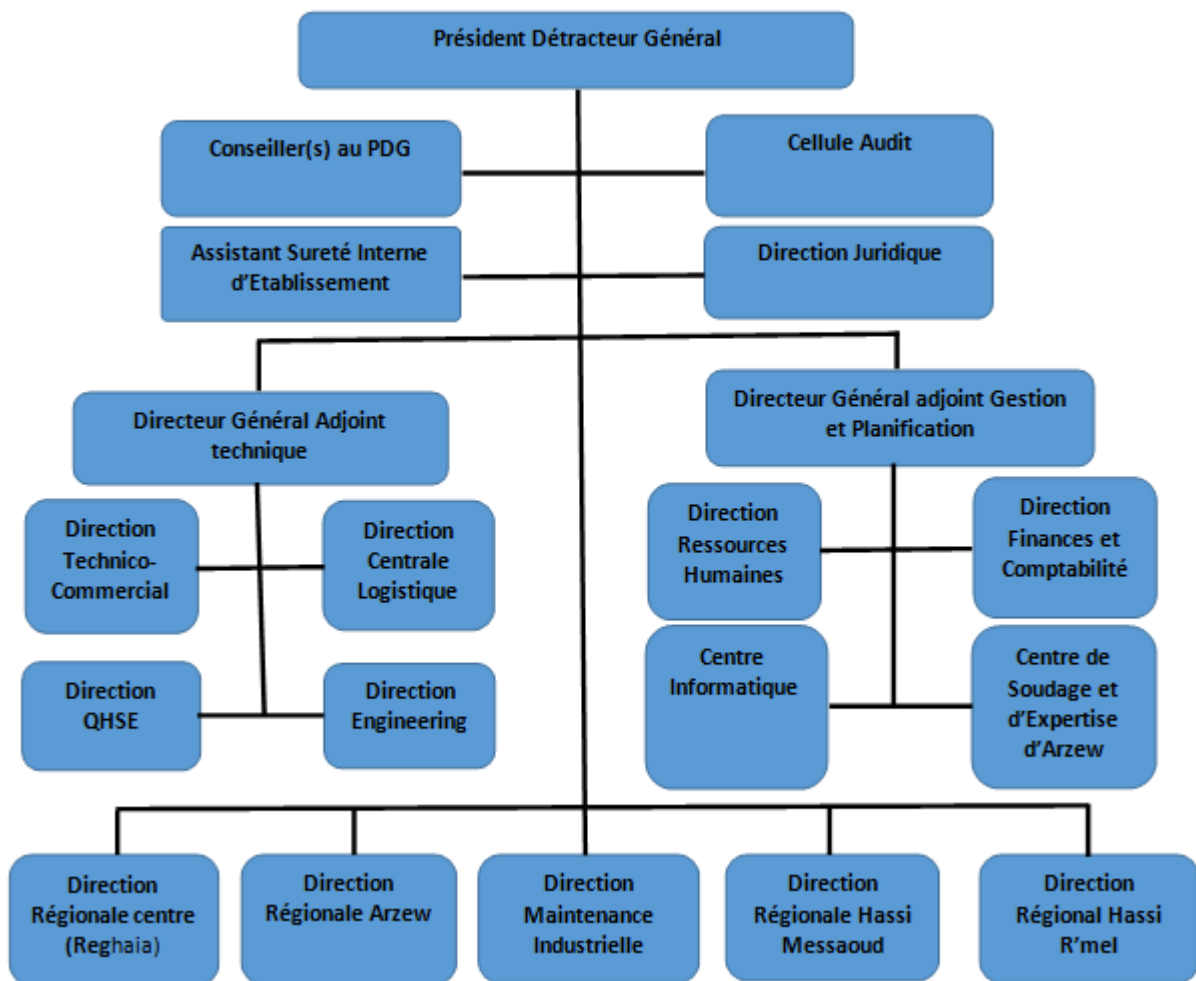 Président Détracteur Général
Conseiller(s) au PDG
Cellule Audit
Assistant Sureté Interne
d'Etablissement
Direction Juridique
Directeur Général Adjoint
technique
Directeur Général adjoint Gestion
et Planification
Direction
Technico-
Commercial
Direction
Centrale
Logistique
Direction
Ressources
Humaines
Direction
Finances et
Comptabilité
Direction
QHSE
Direction
Engineering
Centre
Informatique
Centre de
Soudage et
d'Expertise
d'Arzew
Direction
Régionale centre
(Reghaia)
Direction
Régionale Arzew
Direction
Maintenance
Industrielle
Direction
Régionale Hassi
Messaoud
Direction
Régional Hassi
R'mel